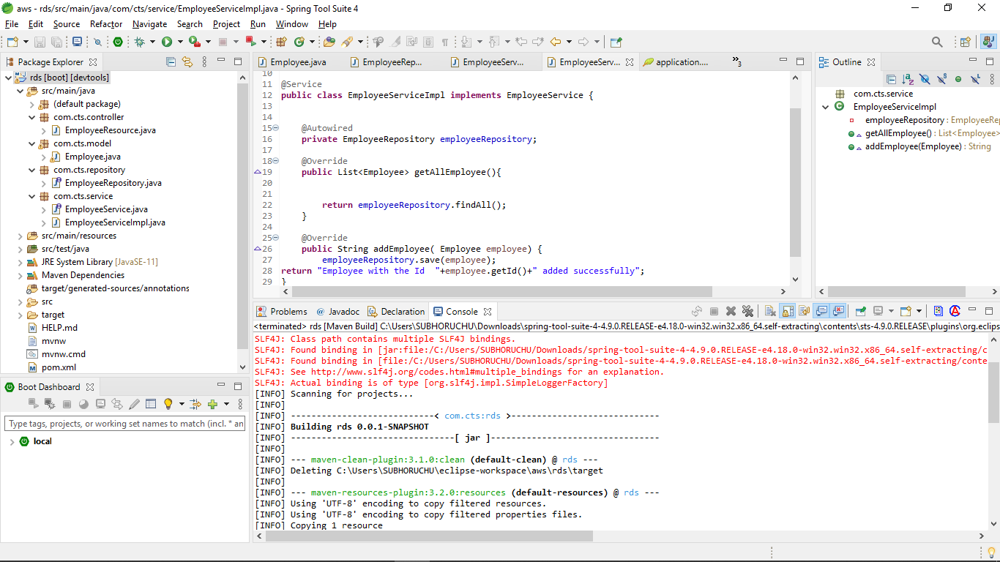 aws - rds/src/main/java/com/cts/service/EmployeeServiceImpl.java - Spring Tool Suite 4
File Edit Source Refactor Navigate Search Project Run Window Help
Package Explorer
rds [boot] [devtools]
src/main/java
(default package)
com.cts.controller
EmployeeResource.java
com.cts.model
Employee.java
com.cts.repository
EmployeeRepository.java
com.cts.service
EmployeeService.java
EmployeeServiceImpl.java
src/main/resources
src/test/java
JRE System Library [JavaSE-11]
Maven Dependencies
target/generated-sources/annotations
src
target
HELP.md
mvnw
mvnw.cmd
pom.xml
Boot Dashboard
Type tags, projects, or working set names to match (incl. * an
local
Employee.java EmployeeRep... EmployeeServ... EmployeeServ... application.... »3
10
11 @Service
12 public class EmployeeServiceImpl implements EmployeeService {
13
14
15 @Autowired
16 private EmployeeRepository employeeRepository;
17
18 @Override
19 public List<Employee> getAllEmployee(){
20
21
22 return employeeRepository.findAll();
23 }
24
25 @Override
26 public String addEmployee( Employee employee) {
27 employeeRepository.save(employee);
28 return "Employee with the Id  "+employee.getId()+" added successfully";
29 }
Outline
com.cts.service
EmployeeServiceImpl
employeeRepository : EmployeeRep
getAllEmployee() : List<Employee>
addEmployee(Employee) : String
Problems @ Javadoc Declaration Console
<terminated> rds [Maven Build] C:\Users\SUBHORUCHU\Downloads\spring-tool-suite-4-4.9.0.RELEASE-e4.18.0-win32.win32.x86_64.self-extracting\contents\sts-4.9.0.RELEASE\plugins\org.eclips
SLF4J: Class path contains multiple SLF4J bindings.
SLF4J: Found binding in [jar:file:/C:/Users/SUBHORUCHU/Downloads/spring-tool-suite-4-4.9.0.RELEASE-e4.18.0-win32.win32.x86_64.self-extracting/c
SLF4J: Found binding in [file:/C:/Users/SUBHORUCHU/Downloads/spring-tool-suite-4-4.9.0.RELEASE-e4.18.0-win32.win32.x86_64.self-extracting/conte
SLF4J: See http://www.slf4j.org/codes.html#multiple_bindings for an explanation.
SLF4J: Actual binding is of type [org.slf4j.impl.SimpleLoggerFactory]
[INFO] Scanning for projects...
[INFO]
[INFO] ----------------------------< com.cts:rds >-----------------------------
[INFO] Building rds 0.0.1-SNAPSHOT
[INFO] --------------------------------[ jar ]---------------------------------
[INFO]
[INFO] --- maven-clean-plugin:3.1.0:clean (default-clean) @ rds ---
[INFO] Deleting C:\Users\SUBHORUCHU\eclipse-workspace\aws\rds\target
[INFO]
[INFO] --- maven-resources-plugin:3.2.0:resources (default-resources) @ rds ---
[INFO] Using 'UTF-8' encoding to copy filtered resources.
[INFO] Using 'UTF-8' encoding to copy filtered properties files.
[INFO] Copying 1 resource